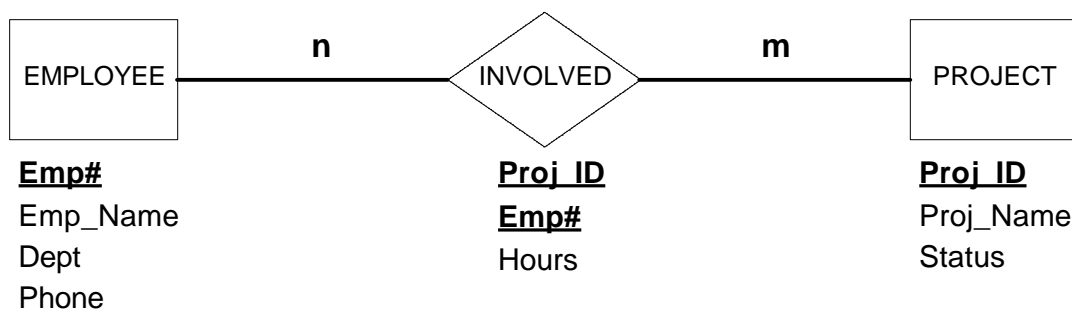 n
m
EMPLOYEE
INVOLVED
PROJECT
Emp#
Emp_Name
Dept
Phone
Proj_ID
Emp#
Hours
Proj_ID
Proj_Name
Status